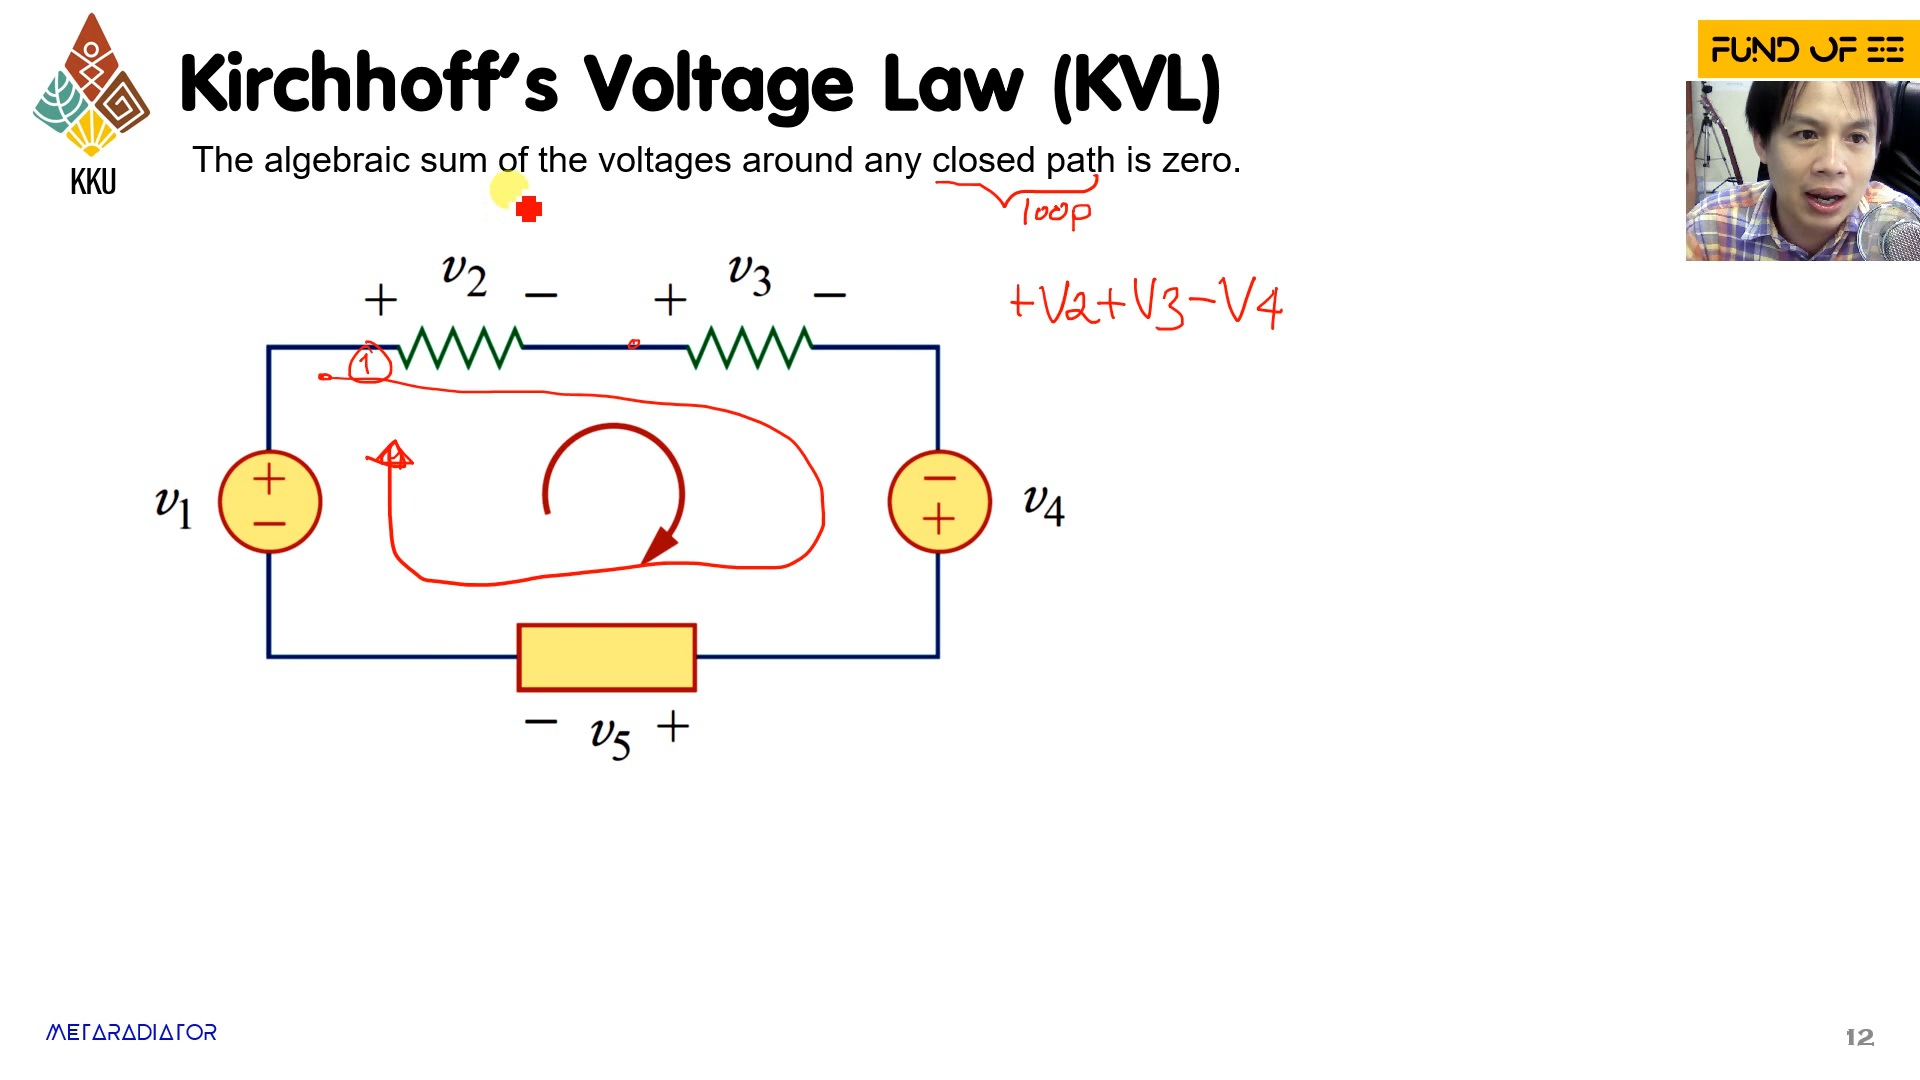 Kirchhoff's Voltage Law (KVL)
FUND OF EE
The algebraic sum of the voltages around any closed path is zero.
KKU
loop
+ v2 − + v3 −
+V2+V3−V4
1
+
−
v1
−
+
v4
− v5 +
METARADIATOR
12